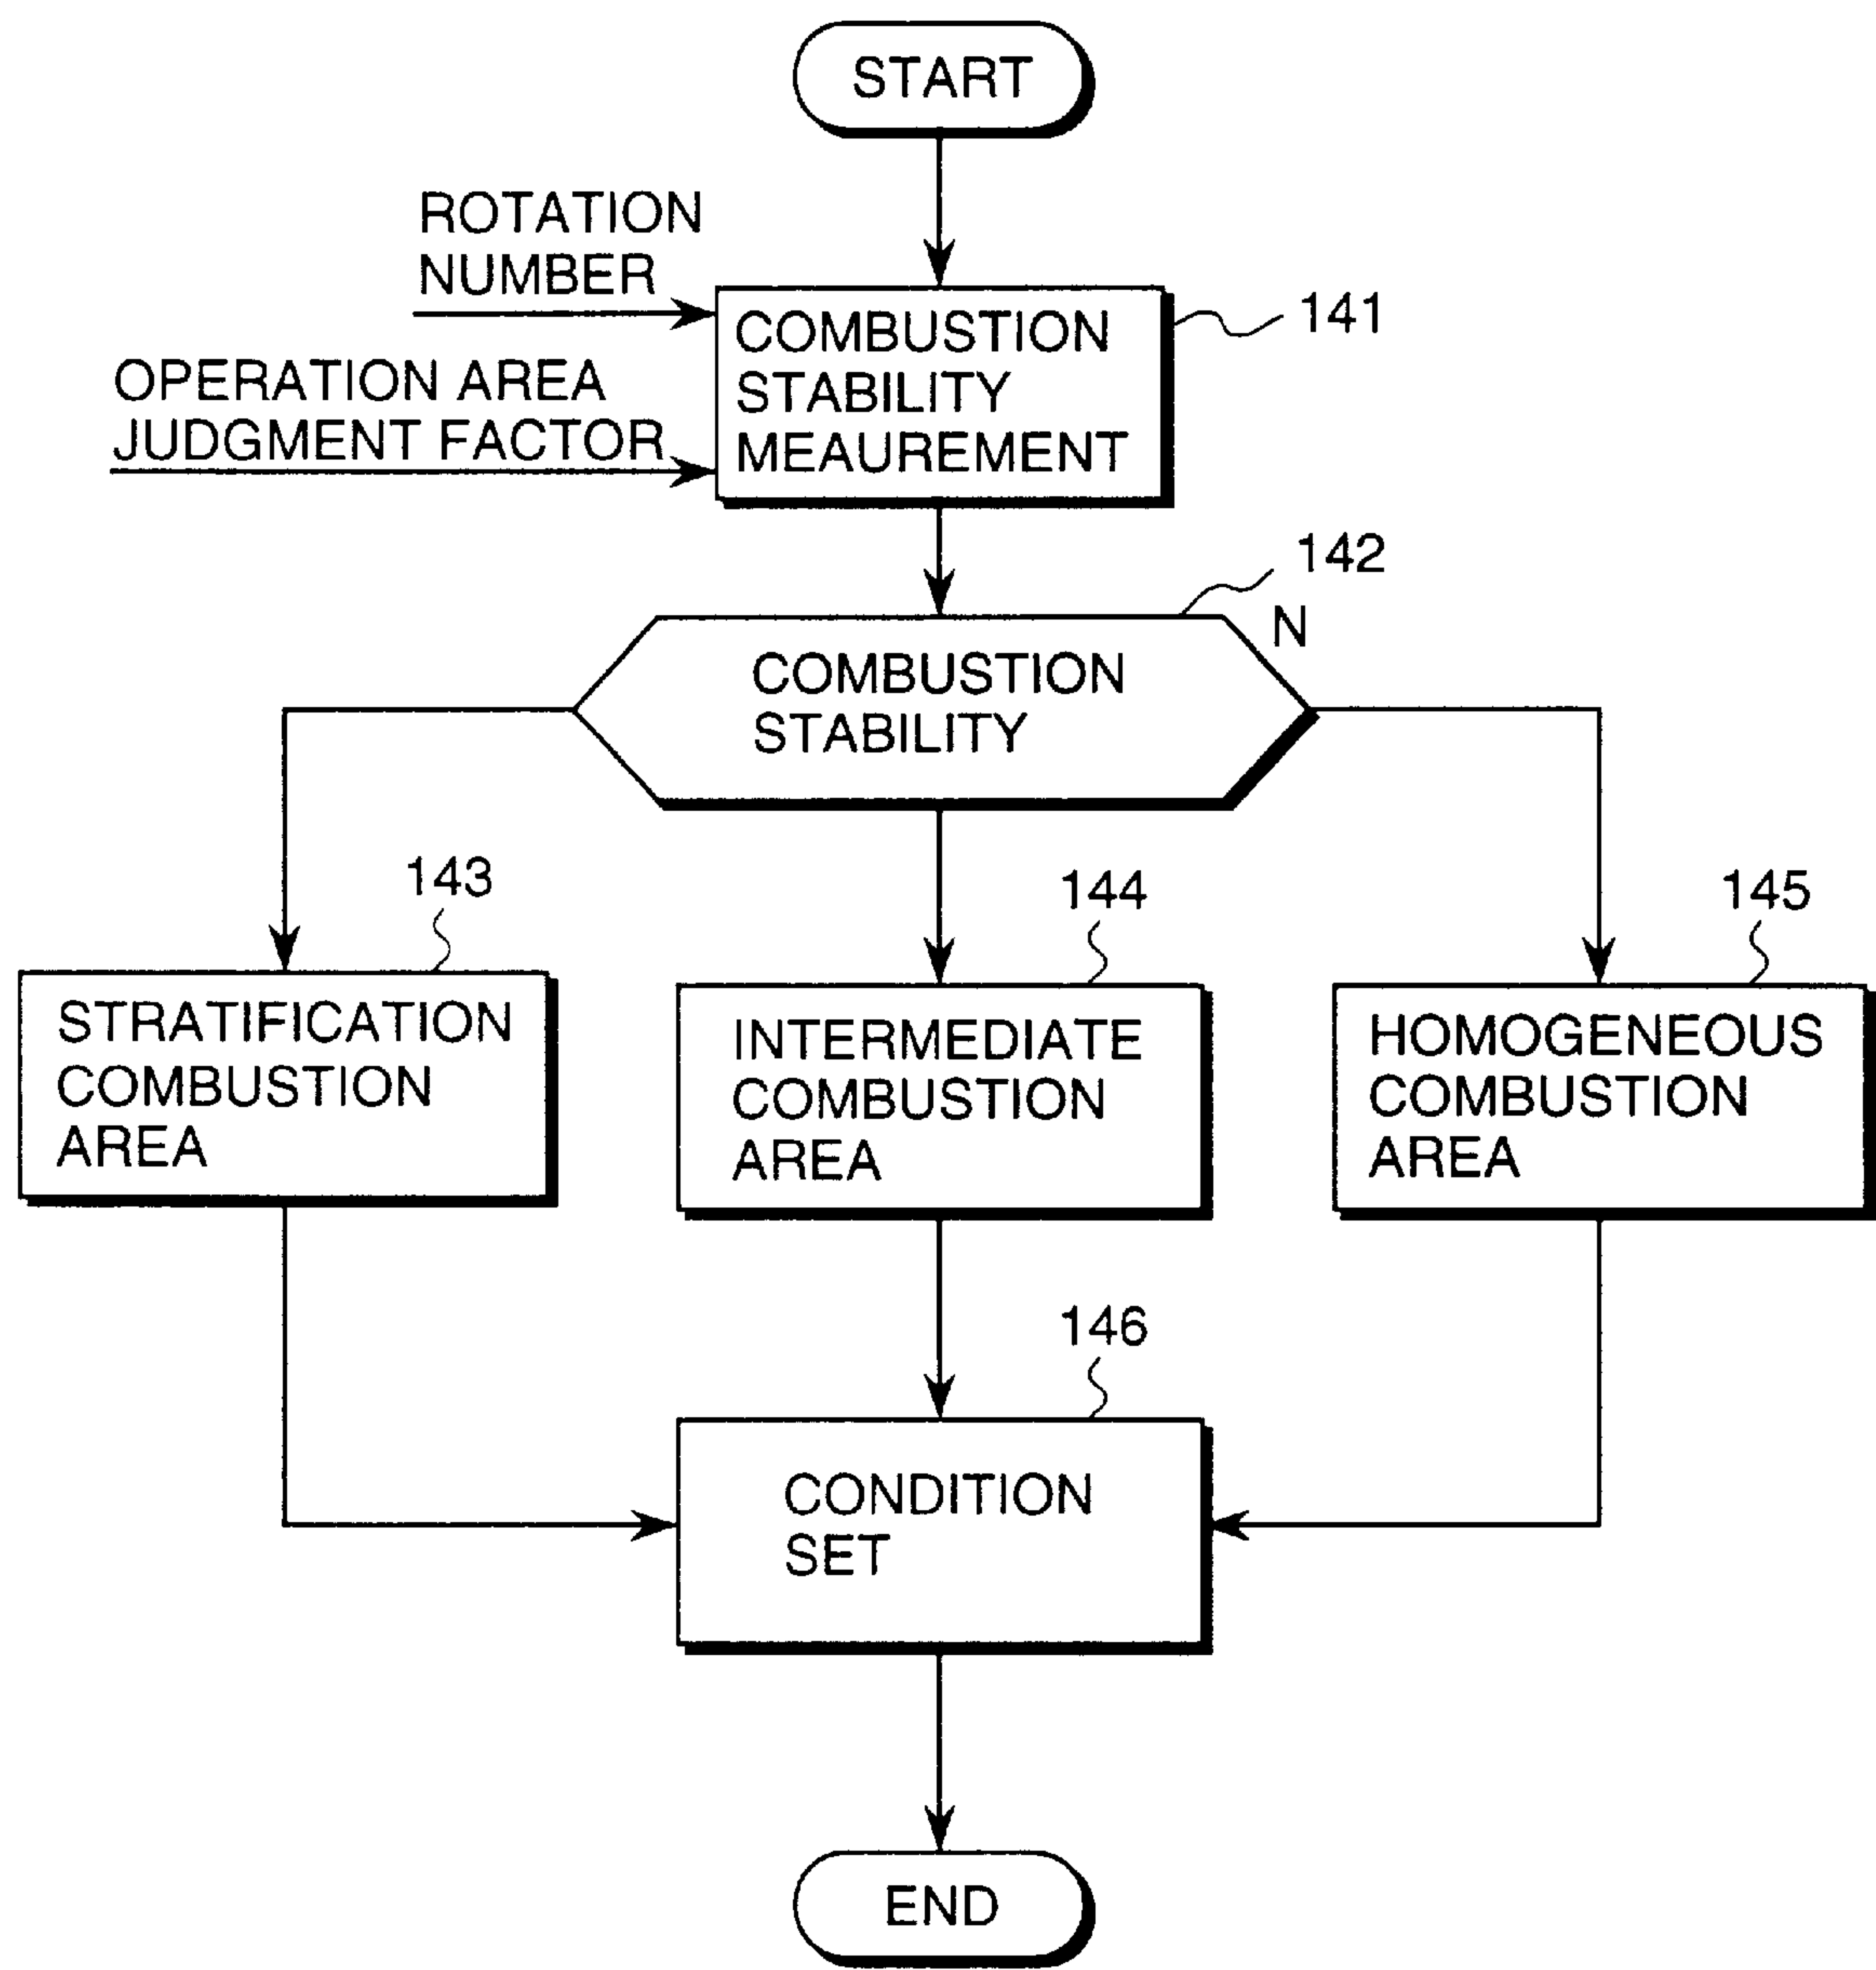 START
ROTATION
NUMBER
141
COMBUSTION
STABILITY
MEAUREMENT
OPERATION AREA
JUDGMENT FACTOR
142
N
COMBUSTION
STABILITY
143
144
145
STRATIFICATION
COMBUSTION
AREA
INTERMEDIATE
COMBUSTION
AREA
HOMOGENEOUS
COMBUSTION
AREA
146
CONDITION
SET
END